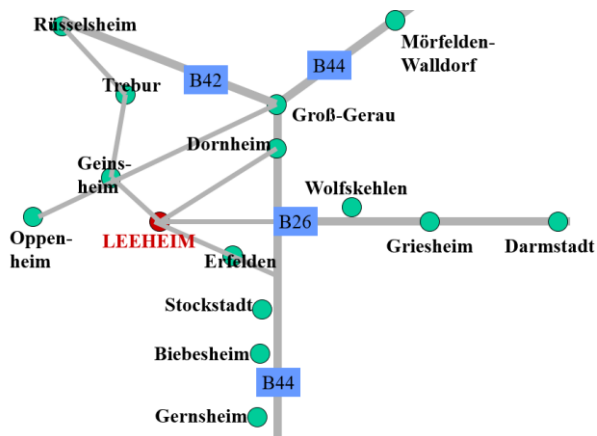 Rüsselsheim
Mörfelden-
Walldorf
B44
B42
Trebur
Groß-Gerau
Dornheim
Geins-
heim
Wolfskehlen
B26
Oppen-
heim
LEEHEIM
Erfelden
Griesheim
Darmstadt
Stockstadt
Biebesheim
B44
Gernsheim